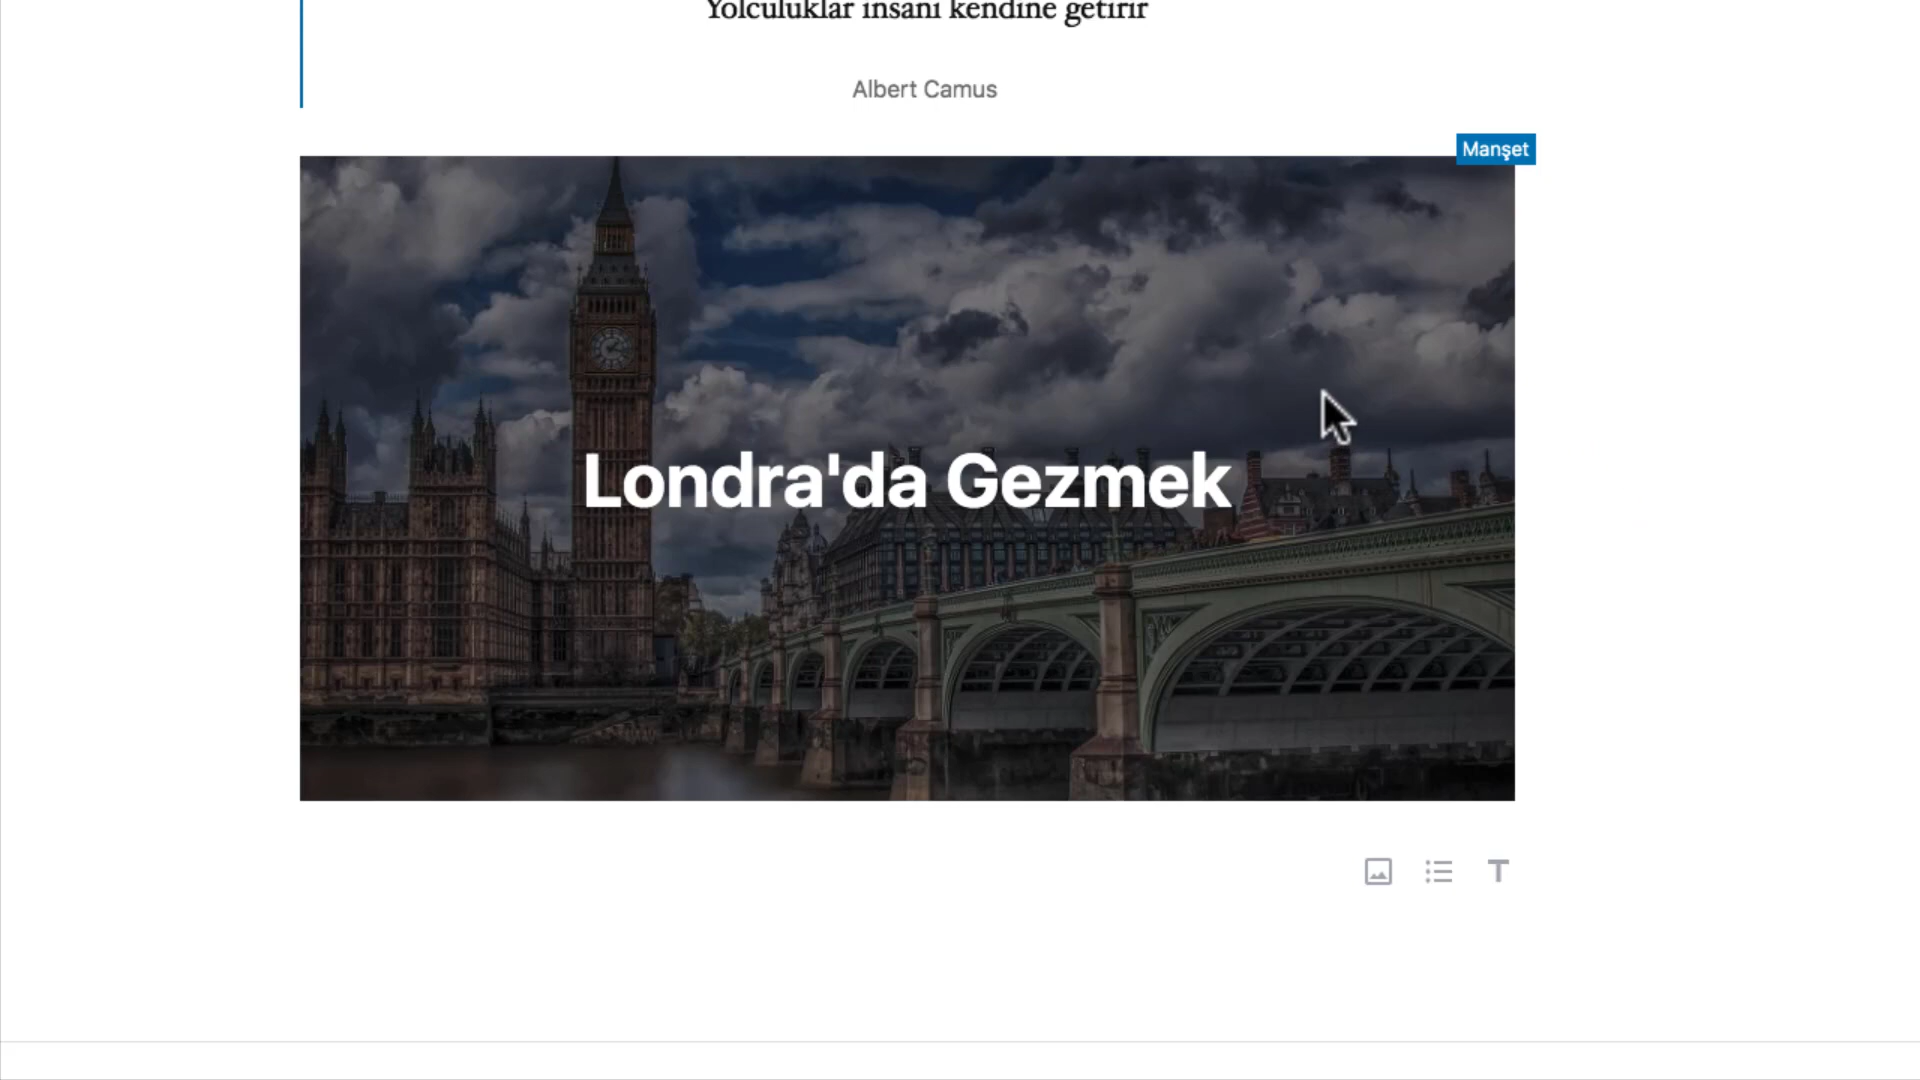 Yolculuklar insanı kendine getirir
Albert Camus
Manşet
Londra'da Gezmek